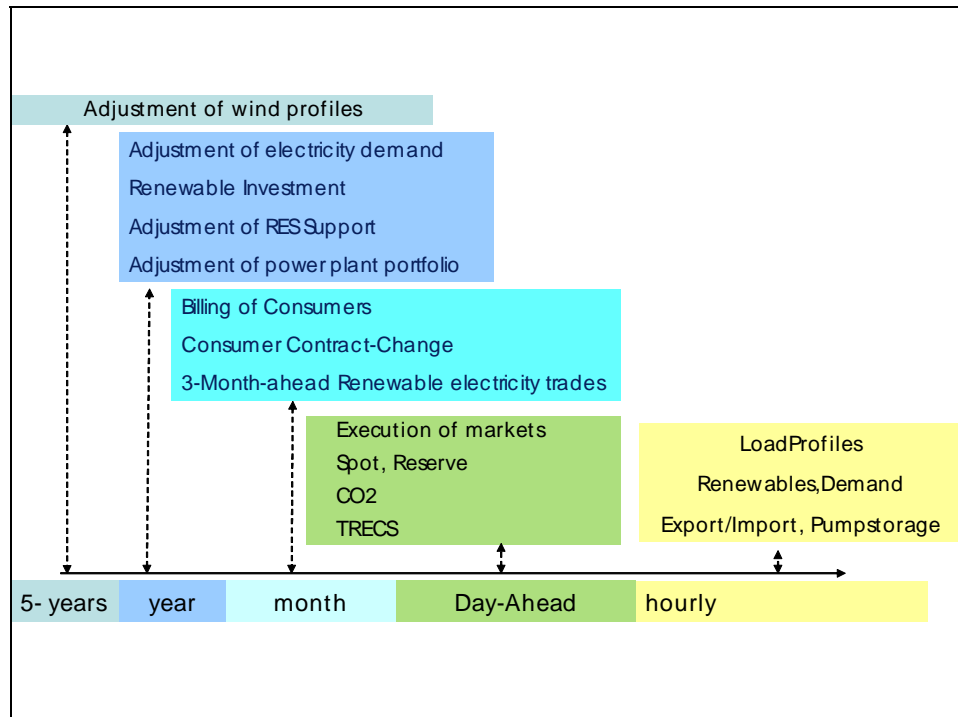 Adjustment of wind profiles
Adjustment of electricity demand
Renewable Investment
Adjustment of RES Support
Adjustment of power plant portfolio
Billing of Consumers
Consumer Contract-Change
3-Month-ahead Renewable electricity trades
Execution of markets
Spot, Reserve
CO2
TRECS
LoadProfiles
Renewables,Demand
Export/Import, Pumpstorage
5- years
year
month
Day-Ahead
hourly